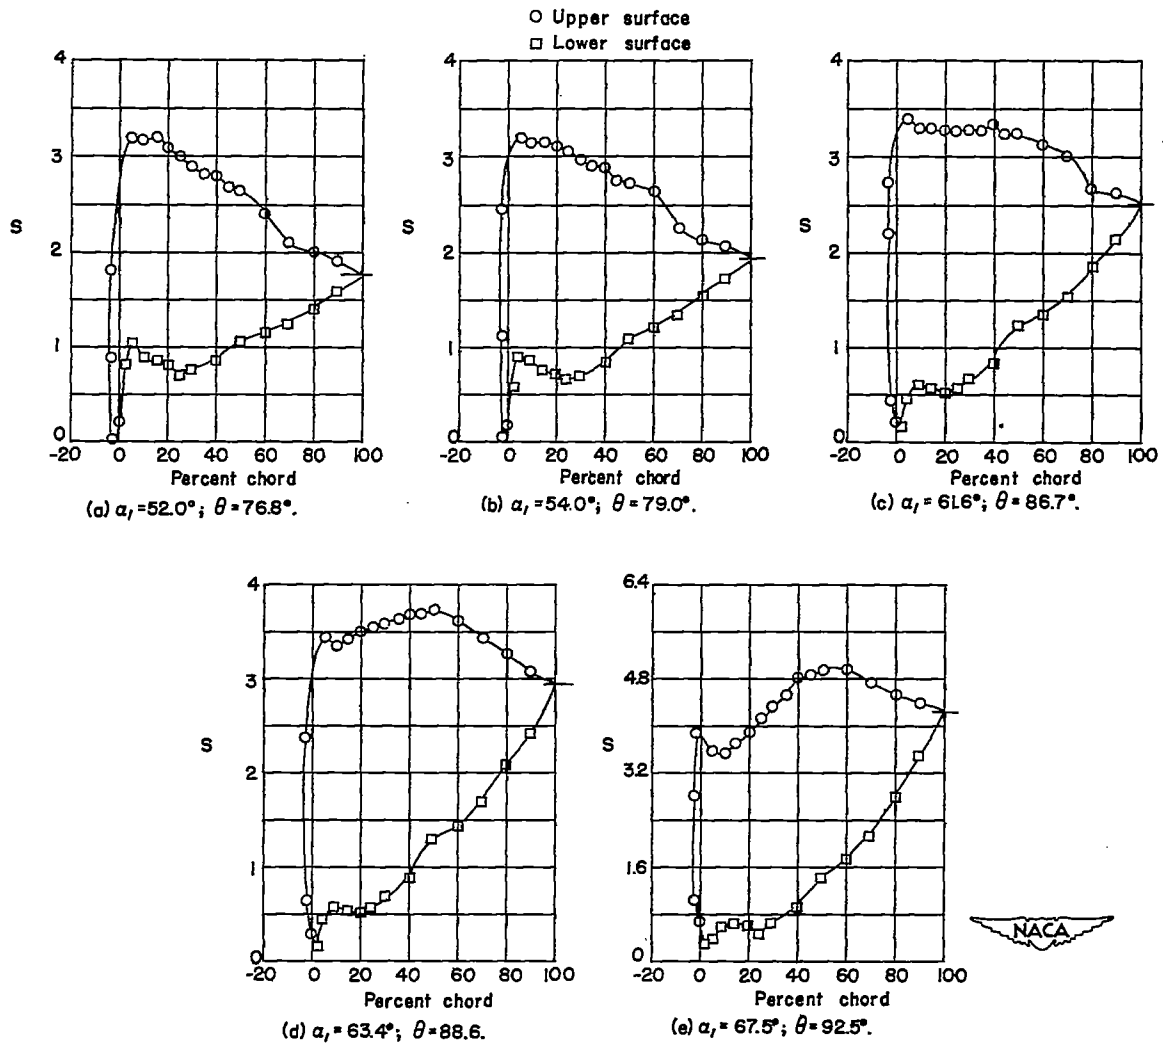 Upper surface
Lower surface
4
3
2
1
0
S
-20 0 20 40 60 80 100
Percent chord
(a) α₁=52.0°; θ=76.8°.
4
3
2
1
0
S
-20 0 20 40 60 80 100
Percent chord
(b) α₁=54.0°; θ=79.0°.
4
3
2
1
0
S
-20 0 20 40 60 80 100
Percent chord
(c) α₁=61.6°; θ=86.7°.
4
3
2
1
0
S
-20 0 20 40 60 80 100
Percent chord
(d) α₁=63.4°; θ=88.6.
6.4
4.8
3.2
1.6
0
S
-20 0 20 40 60 80 100
Percent chord
(e) α₁=67.5°; θ=92.5°.
NACA